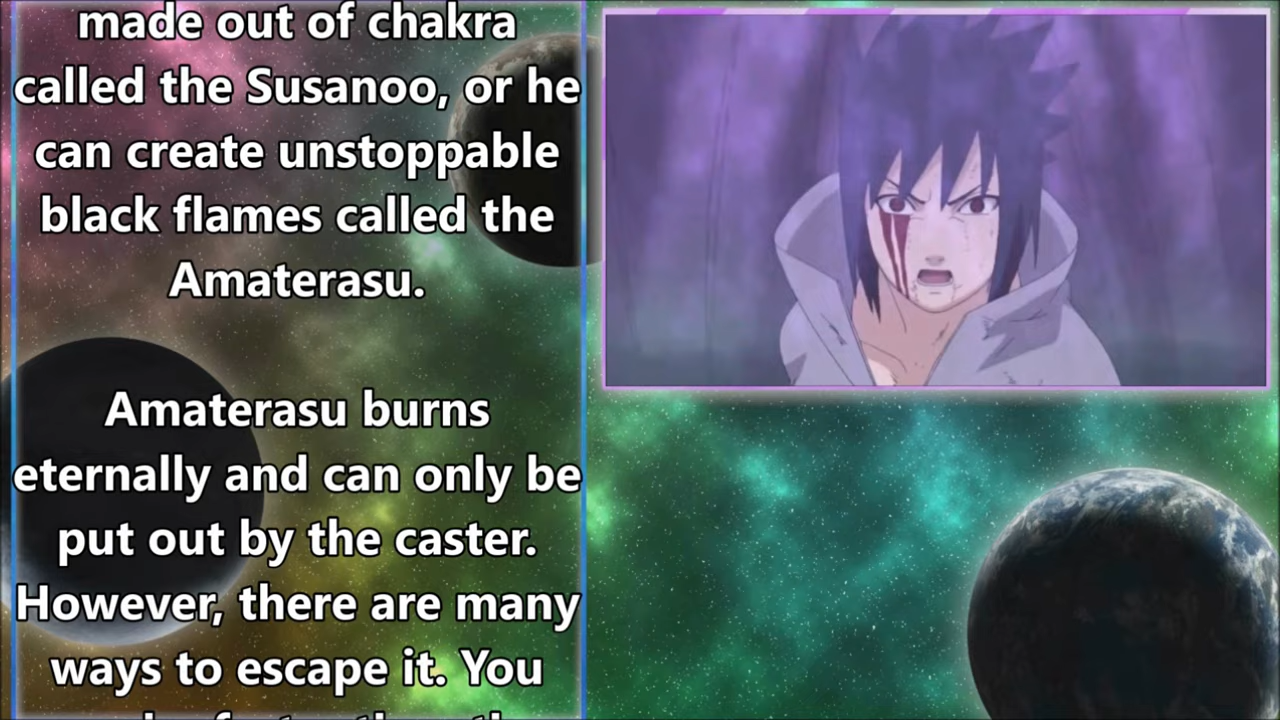 made out of chakra
called the Susanoo, or he
can create unstoppable
black flames called the
Amaterasu.
Amaterasu burns
eternally and can only be
put out by the caster.
However, there are many
ways to escape it. You